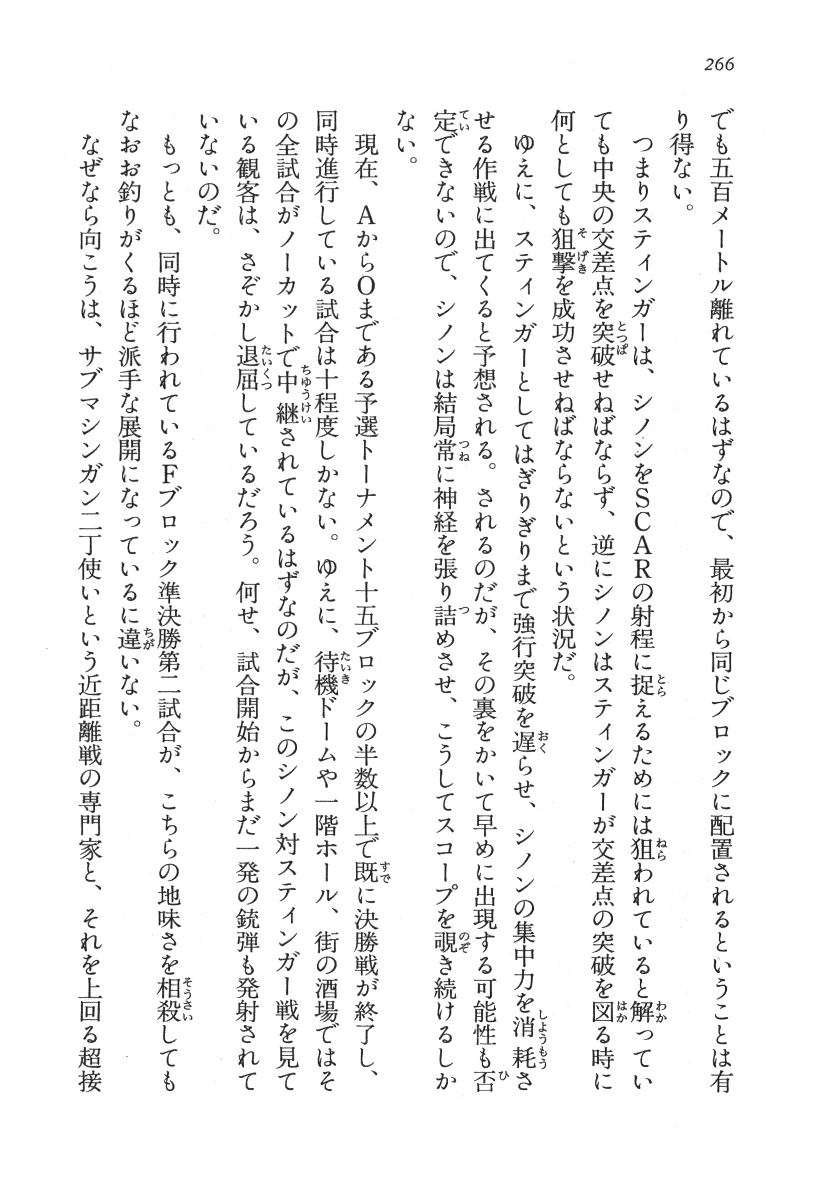 266
でも五百メートル離れているはずなので、最初から同じブロックに配置されるということは有
り得ない。
つまりスティンガーは、シノンをSCARの射程に捉えるためには狙われていると解ってい
ても中央の交差点を突破せねばならず、逆にシノンはスティンガーが交差点の突破を図る時に
何としても狙撃を成功させねばならないという状況だ。
ゆえに、スティンガーとしてはぎりぎりまで強行突破を遅らせ、シノンの集中力を消耗さ
せる作戦に出てくると予想される。されるのだが、その裏をかいて早めに出現する可能性も否
定できないので、シノンは結局常に神経を張り詰めさせ、こうしてスコープを覗き続けるしか
ない。
現在、AからOまである予選トーナメント十五ブロックの半数以上で既に決勝戦が終了し、
同時進行している試合は十程度しかない。ゆえに、待機ドームや一階ホール、街の酒場ではそ
の全試合がノーカットで中継されているはずなのだが、このシノン対スティンガー戦を見て
いる観客は、さぞかし退屈しているだろう。何せ、試合開始からまだ一発の銃弾も発射されて
いないのだ。
もっとも、同時に行われているFブロック準決勝第二試合が、こちらの地味さを相殺しても
なおお釣りがくるほど派手な展開になっているに違いない。
なぜなら向こうは、サブマシンガン二丁使いという近距離戦の専門家と、それを上回る超接